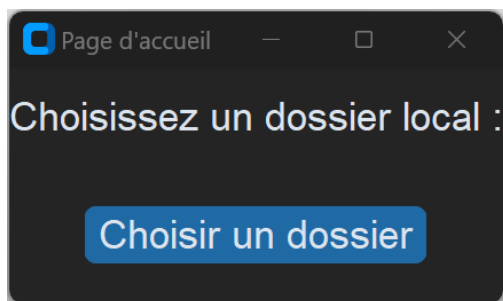 Page d'accueil
Choisissez un dossier local :
Choisir un dossier